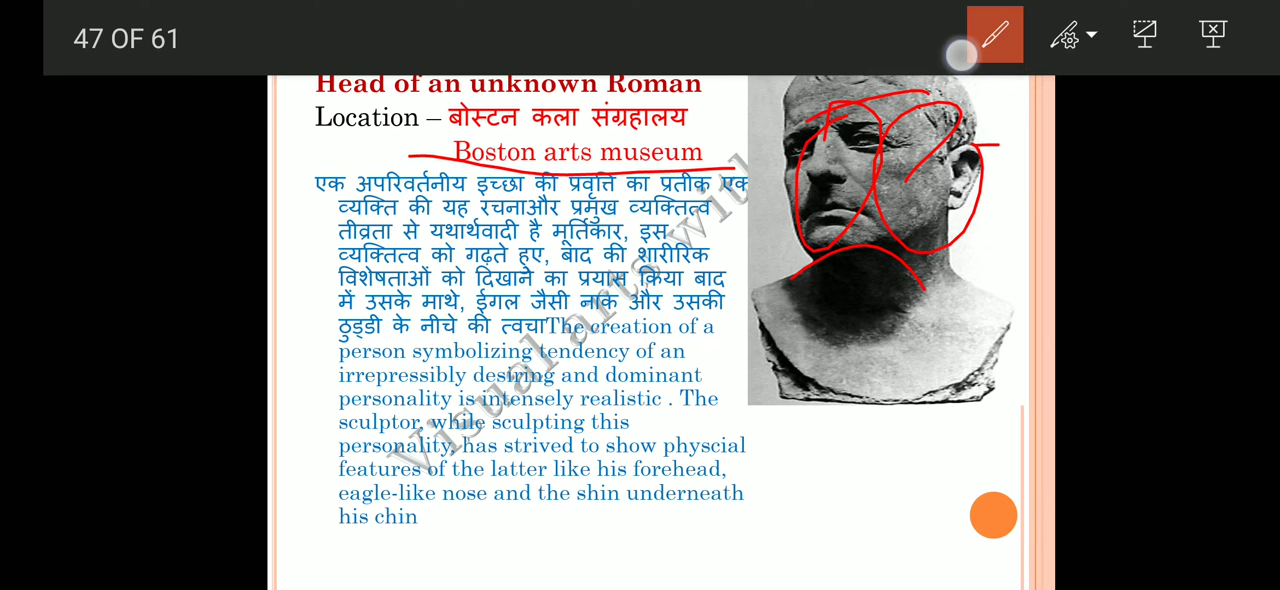 47 OF 61
Head of an unknown Roman
Location – बोस्टन कला संग्रहालय
Boston arts museum
एक अपरिवर्तनीय इच्छा की प्रवृत्ति का प्रतीक एक
व्यक्ति की यह रचनाऔर प्रमुख व्यक्तित्व
तीव्रता से यथार्थवादी है मूर्तिकार, इस
व्यक्तित्व को गढ़ते हुए, बाद की शारीरिक
विशेषताओं को दिखाने का प्रयास किया बाद
में उसके माथे, ईगल जैसी नाक और उसकी
ठुड्डी के नीचे की त्वचाThe creation of a
person symbolizing tendency of an
irrepressibly desiring and dominant
personality is intensely realistic . The
sculptor, while sculpting this
personality, has strived to show physcial
features of the latter like his forehead,
eagle-like nose and the shin underneath
his chin
Visual arts with